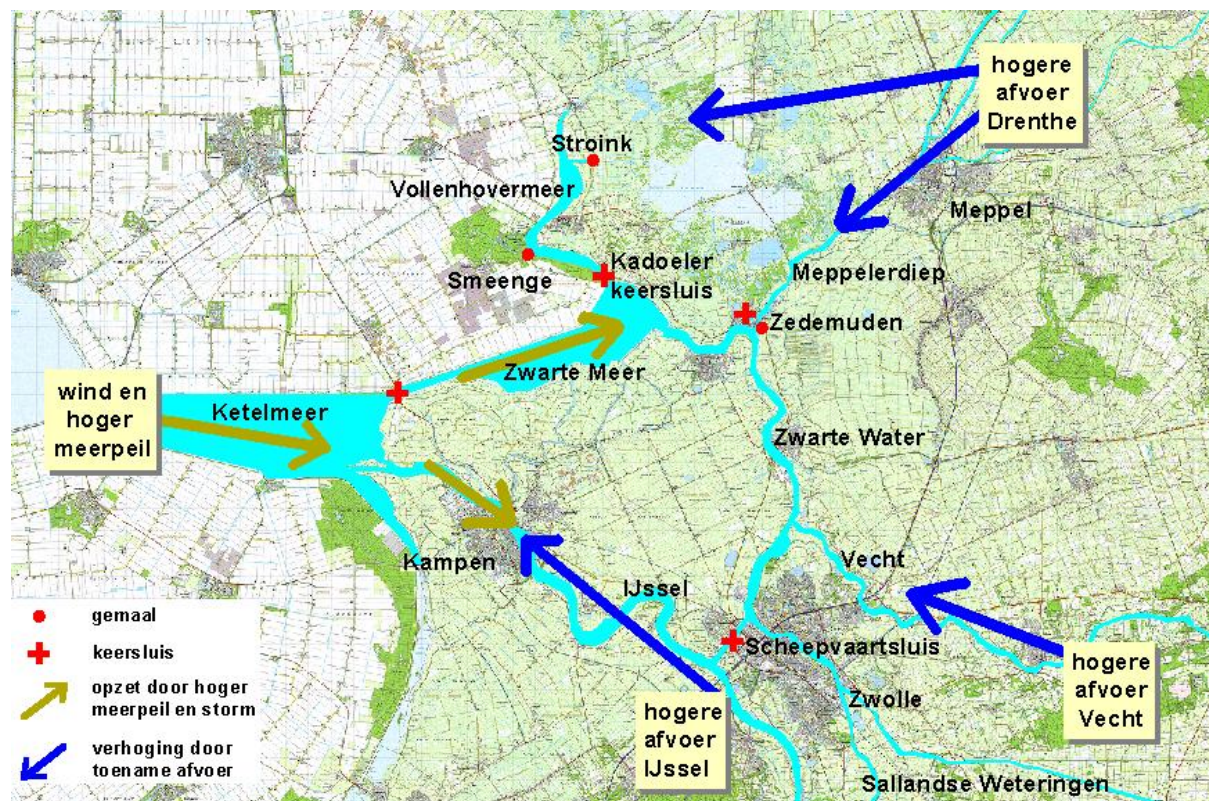 hogere
afvoer
Drenthe
Stroink
Vollenhovermeer
Meppel
Smeenge
Kadoeler
keersluis
Meppelerdiep
Zedemuden
Zwarte Meer
wind en
hoger
meerpeil
Ketelmeer
Zwarte Water
Kampen
IJssel
Vecht
Scheepvaartsluis
Zwolle
hogere
afvoer
Vecht
hogere
afvoer
IJssel
Sallandse Weteringen
gemaal
keersluis
opzet door hoger
meerpeil en storm
verhoging door
toename afvoer